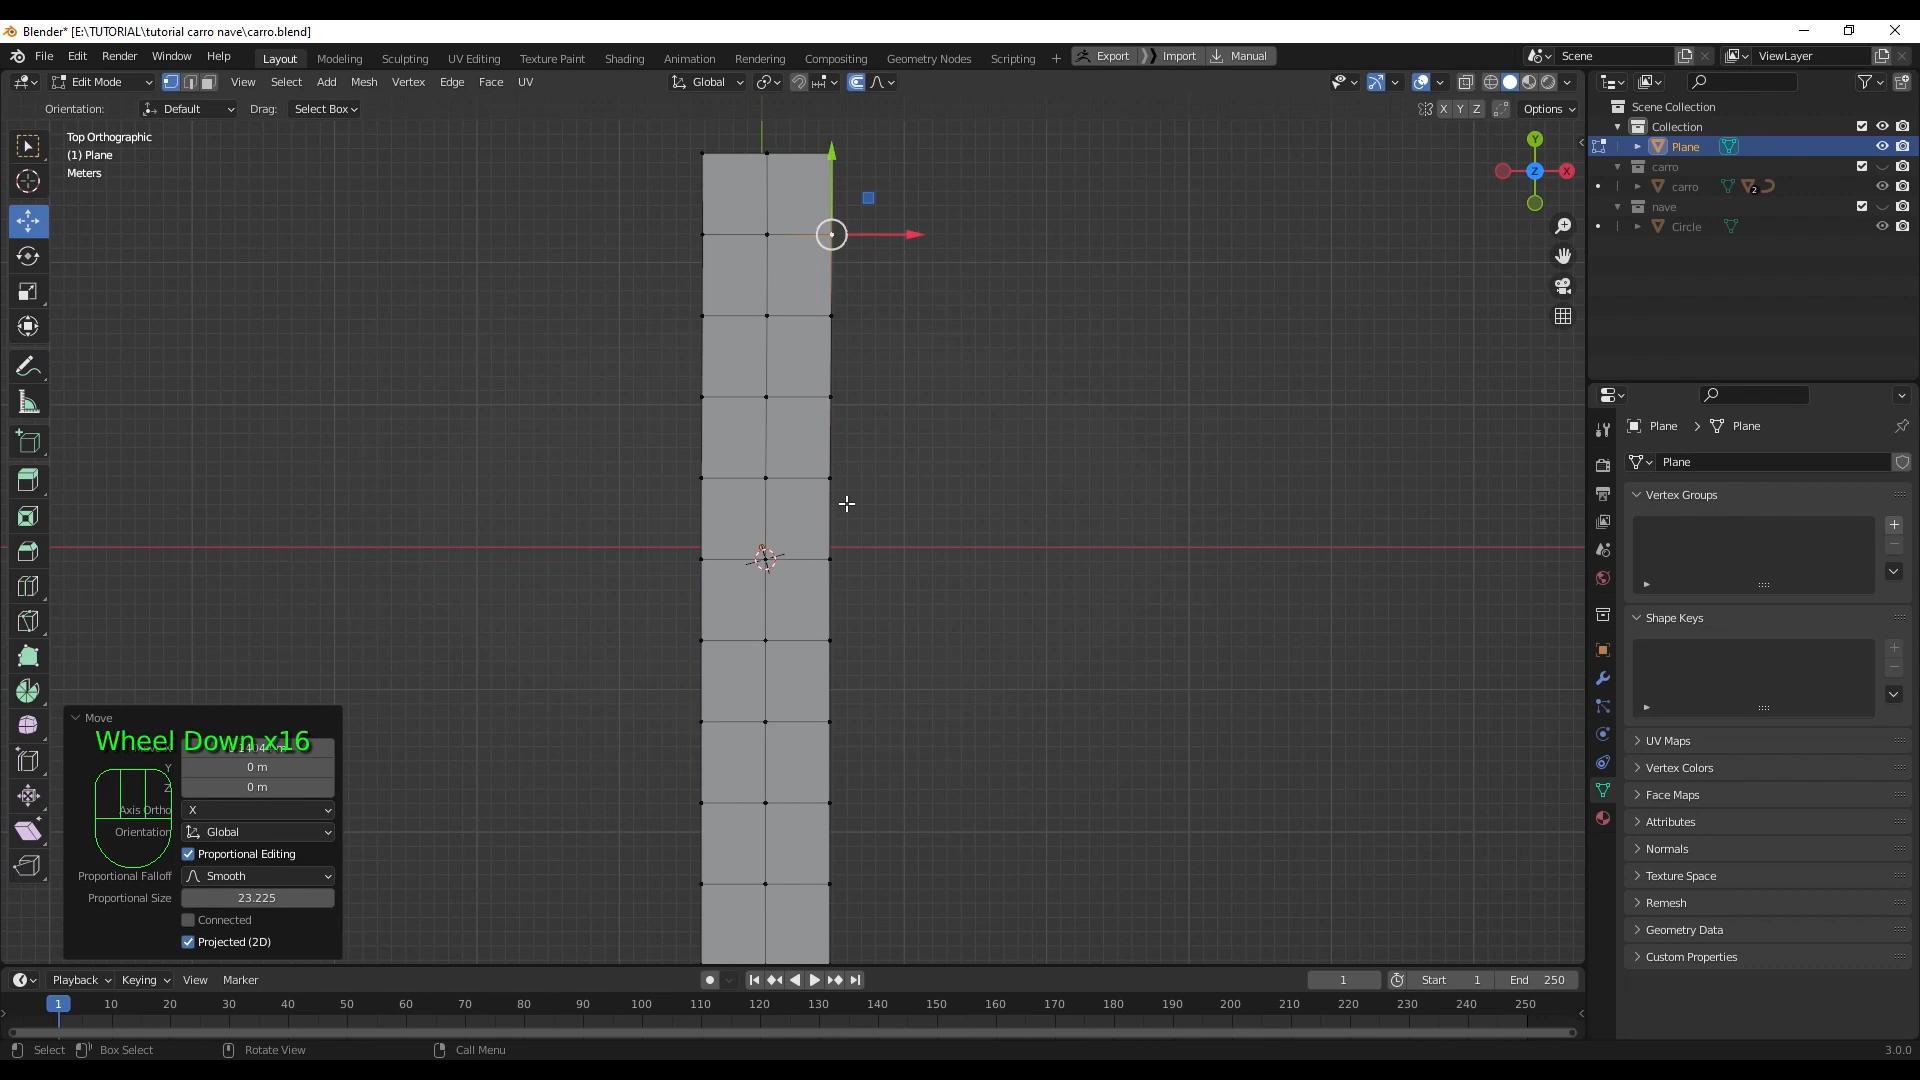 Blender* [E:\TUTORIAL\tutorial carro nave\carro.blend]
File Edit Render Window Help Layout Modeling Sculpting UV Editing Texture Paint Shading Animation Rendering Compositing Geometry Nodes Scripting + Export Import Manual Scene ViewLayer
Edit Mode View Select Add Mesh Vertex Edge Face UV Global
Orientation: Default Drag: Select Box X Y Z Options
Top Orthographic
(1) Plane
Meters
Y
Z X
Scene Collection
Collection
Plane
carro
carro 2
nave
Circle
Plane > Plane
Plane
Vertex Groups
Shape Keys
UV Maps
Vertex Colors
Face Maps
Attributes
Normals
Texture Space
Remesh
Geometry Data
Custom Properties
Move
Wheel Down x16
Y 0 m
Z 0 m
Axis Ortho X
Orientation Global
Proportional Editing
Proportional Falloff Smooth
Proportional Size 23.225
Connected
Projected (2D)
Playback Keying View Marker 1 Start 1 End 250
1 10 20 30 40 50 60 70 80 90 100 110 120 130 140 150 160 170 180 190 200 210 220 230 240 250
Select Box Select Rotate View Call Menu 3.0.0